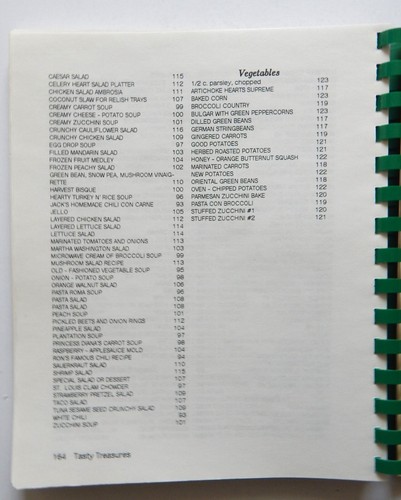 CAESAR SALAD 115
CELERY HEART SALAD PLATTER 112
CHICKEN SALAD AMBROSIA 111
COCONUT SLAW FOR RELISH TRAYS 107
CREAMY CARROT SOUP 99
CREAMY CHEESE - POTATO SOUP 100
CREAMY ZUCCHINI SOUP 101
CRUNCHY CAULIFLOWER SALAD 116
CRUNCHY CHICKEN SALAD 109
EGG DROP SOUP 97
FILLED MANDARIN SALAD 103
FROZEN FRUIT MEDLEY 104
FROZEN PEACHY SALAD 102
GREEN BEAN, SNOW PEA, MUSHROOM VINAIG-
RETTE 110
HARVEST BISQUE 100
HEARTY TURKEY N' RICE SOUP 96
JACK'S HOMEMADE CHILI CON CARNE 93
JELLO 105
LAYERED CHICKEN SALAD 112
LAYERED LETTUCE SALAD 114
LETTUCE SALAD 114
MARINATED TOMATOES AND ONIONS 113
MARTHA WASHINGTON SALAD 103
MICROWAVE CREAM OF BROCCOLI SOUP 99
MUSHROOM SALAD RECIPE 113
OLD - FASHIONED VEGETABLE SOUP 95
ONION - POTATO SOUP 98
ORANGE WALNUT SALAD 106
PASTA ROMA SOUP 96
PASTA SALAD 108
PASTA SALAD 108
PEACH SOUP 101
PICKLED BEETS AND ONION RINGS 112
PINEAPPLE SALAD 104
PLANTATION SOUP 97
PRINCESS DIANA'S CARROT SOUP 98
RASPBERRY - APPLESAUCE MOLD 104
RON'S FAMOUS CHILI RECIPE 94
SAUERKRAUT SALAD 110
SHRIMP SALAD 115
SPECIAL SALAD OR DESSERT 107
ST. LOUIS CLAM CHOWDER 97
STRAWBERRY PRETZEL SALAD 109
TACO SALAD 107
TUNA SESAME SEED CRUNCHY SALAD 109
WHITE CHILI 93
ZUCCHINI SOUP 101
Vegetables
1/2 c. parsley, chopped 123
ARTICHOKE HEARTS SUPREME 117
BAKED CORN 123
BROCCOLI COUNTRY 119
BULGAR WITH GREEN PEPPERCORNS 123
DILLED GREEN BEANS 117
GERMAN STRINGBEANS 117
GINGERED CARROTS 119
GOOD POTATOES 121
HERBED ROASTED POTATOES 121
HONEY - ORANGE BUTTERNUT SQUASH 122
MARINATED CARROTS 118
NEW POTATOES 122
ORIENTAL GREEN BEANS 118
OVEN - CHIPPED POTATOES 122
PARMESAN ZUCCHINI BAKE 120
PASTA CON BROCCOLI 119
STUFFED ZUCCHINI #1 120
STUFFED ZUCCHINI #2 121
164 Tasty Treasures